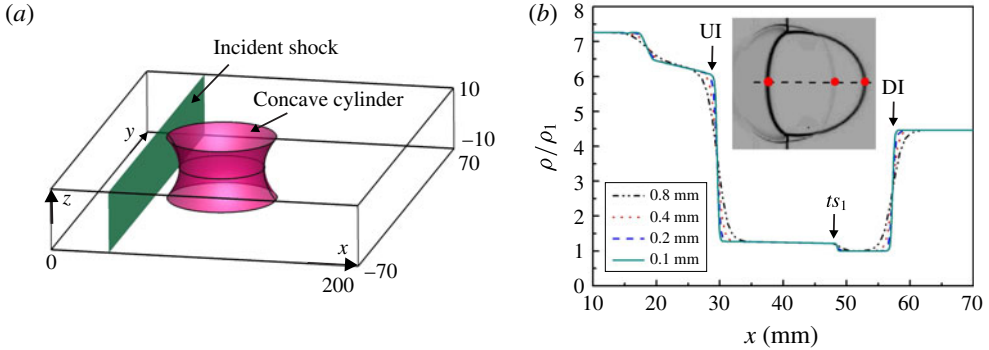 (a)
Incident shock
Concave cylinder
10
−10
70
y
z
x
0
200
−70
(b)
8
7
6
5
4
3
2
1
0
ρ/ρ1
UI
DI
ts1
0.8 mm
0.4 mm
0.2 mm
0.1 mm
10 20 30 40 50 60 70
x (mm)